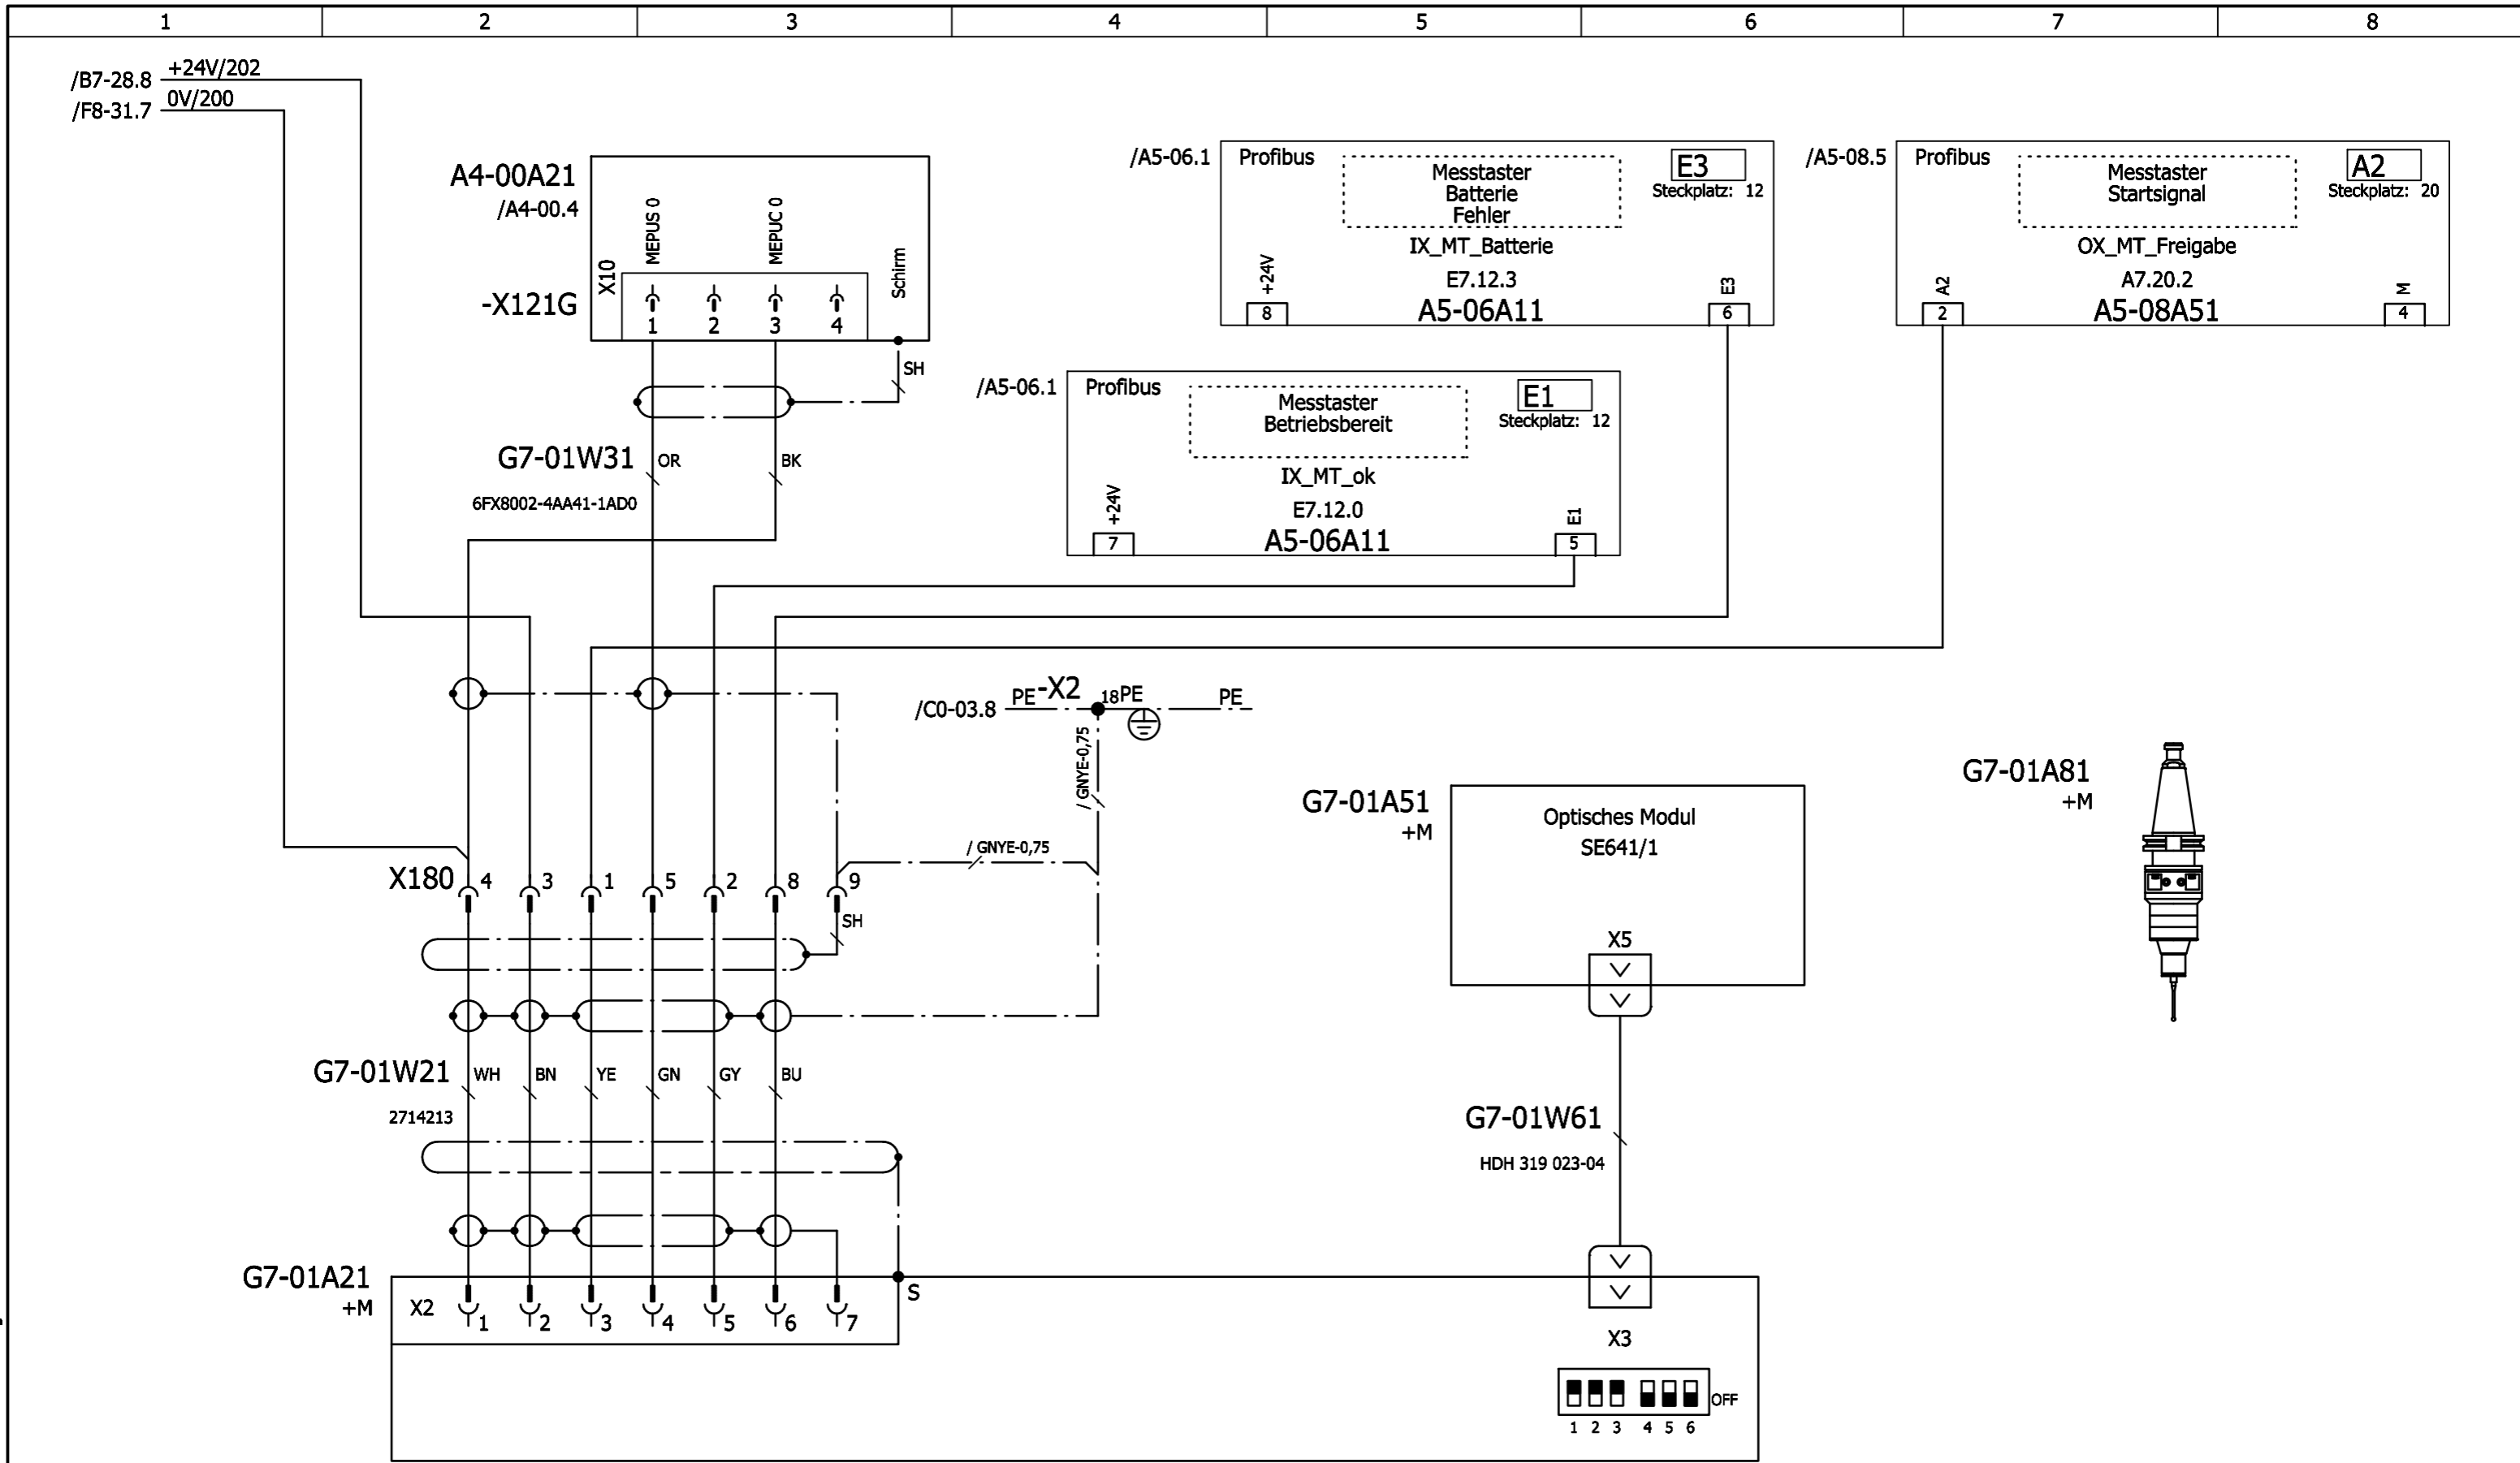 1 2 3 4 5 6 7 8
/B7-28.8 +24V/202
/F8-31.7 0V/200
A4-00A21
/A4-00.4
MEPUS 0
MEPUC 0
Schirm
X10
-X121G
1 2 3 4
SH
G7-01W31
OR
BK
6FX8002-4AA41-1AD0
/A5-06.1
Profibus
Messtaster
Batterie
Fehler
E3
Steckplatz: 12
IX_MT_Batterie
E7.12.3
A5-06A11
+24V
8
E3
6
/A5-08.5
Profibus
Messtaster
Startsignal
A2
Steckplatz: 20
OX_MT_Freigabe
A7.20.2
A5-08A51
A2
2
M
4
/A5-06.1
Profibus
Messtaster
Betriebsbereit
E1
Steckplatz: 12
IX_MT_ok
E7.12.0
A5-06A11
+24V
7
E1
5
/C0-03.8 PE -X2 18PE PE
/ GNYE-0,75
/ GNYE-0,75
X180 4 3 1 5 2 8 9
SH
G7-01W21
WH BN YE GN GY BU
2714213
G7-01A51
+M
Optisches Modul
SE641/1
X5
G7-01A81
+M
G7-01W61
HDH 319 023-04
G7-01A21
+M
X2
1 2 3 4 5 6 7
S
X3
OFF
1 2 3 4 5 6